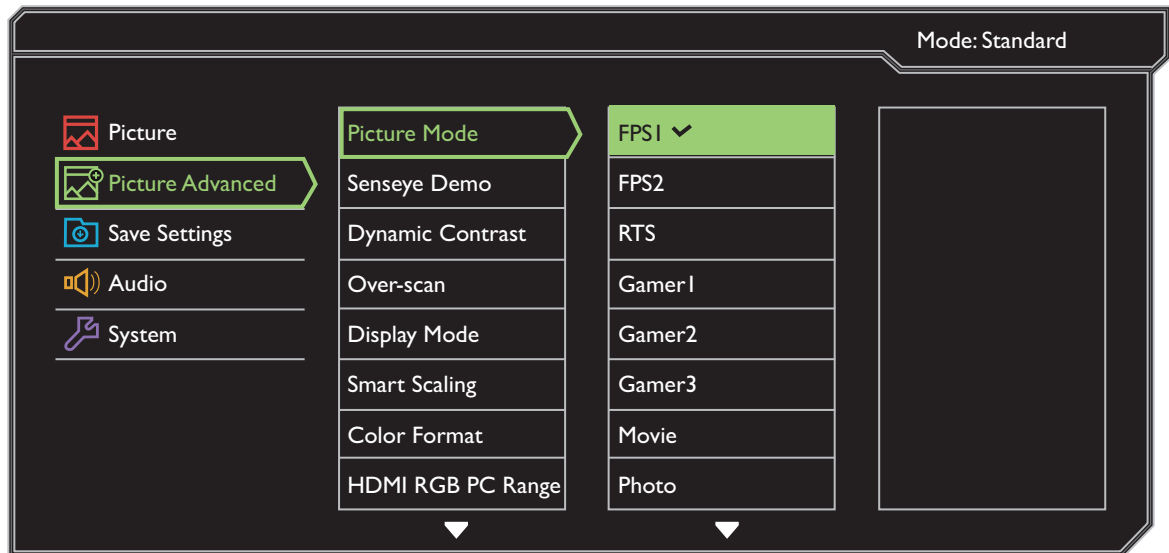 Mode: Standard
Picture
Picture Advanced
Save Settings
Audio
System
Picture Mode
Senseye Demo
Dynamic Contrast
Over-scan
Display Mode
Smart Scaling
Color Format
HDMI RGB PC Range
FPS1
FPS2
RTS
Gamer1
Gamer2
Gamer3
Movie
Photo